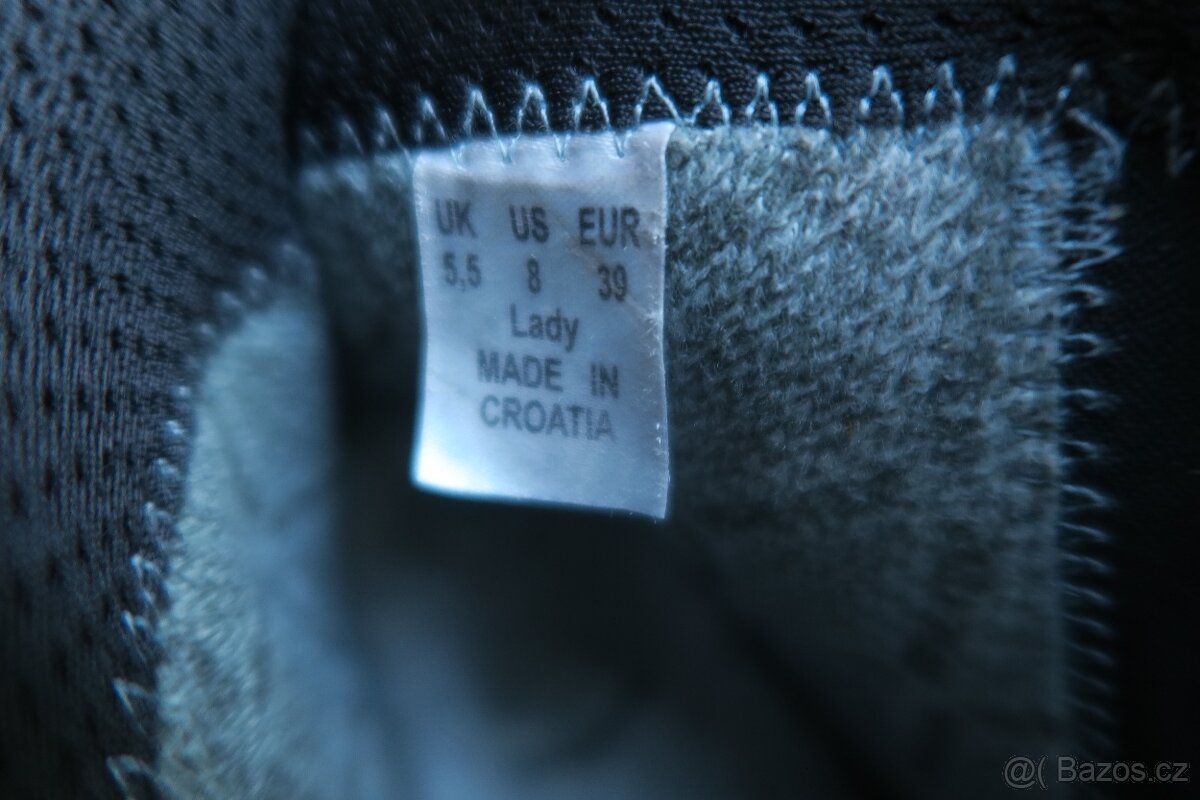 UK US EUR
5,5 8 39
Lady
MADE IN
CROATIA
@( Bazos.cz